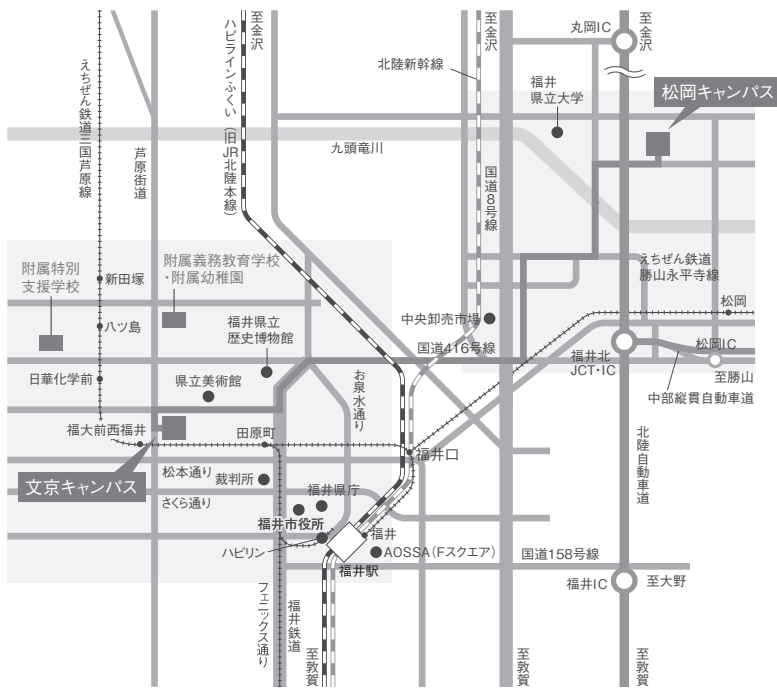 至金沢
ハピラインふくい（旧JR北陸本線）
えちぜん鉄道三国芦原線
芦原街道
九頭竜川
北陸新幹線
至金沢
国道8号線
福井
県立大学
丸岡IC
至金沢
松岡キャンパス
附属特別
支援学校
新田塚
附属義務教育学校
・附属幼稚園
八ツ島
福井県立
歴史博物館
日華化学前
県立美術館
お泉水通り
中央卸売市場
国道416号線
えちぜん鉄道
勝山永平寺線
松岡
福井北
JCT・IC
松岡IC
至勝山
中部縦貫自動車道
福大前西福井
田原町
福井口
北陸自動車道
文京キャンパス
松本通り
裁判所
さくら通り
福井県庁
福井市役所
ハピリン
福井
福井駅
AOSSA（Fスクエア）
国道158号線
福井IC
至大野
フェニックス通り
福井鉄道
至敦賀
至敦賀
至敦賀